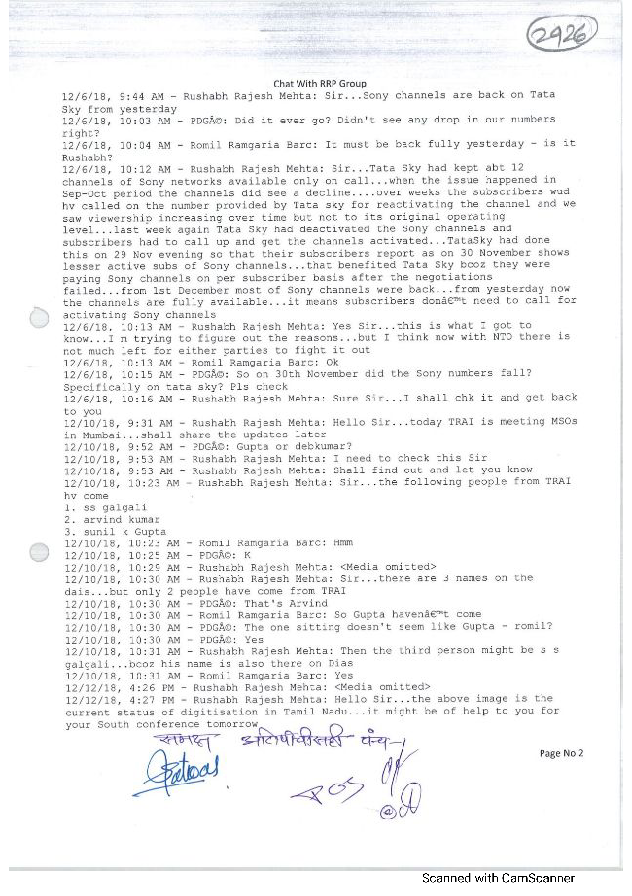 2926
Chat With RRP Group
12/6/18, 9:44 AM - Rushabh Rajesh Mehta: Sir...Sony channels are back on Tata
Sky from yesterday
12/6/18, 10:03 AM - PDGÃ©: Did it ever go? Didn't see any drop in our numbers
right?
12/6/18, 10:04 AM - Romil Ramgaria Barc: It must be back fully yesterday - is it
Rushabh?
12/6/18, 10:12 AM - Rushabh Rajesh Mehta: Sir...Tata Sky had kept abt 12
channels of Sony networks available only on call...when the issue happened in
Sep-Oct period the channels did see a decline....over weeks the subscribers wud
hv called on the number provided by Tata sky for reactivating the channel and we
saw viewership increasing over time but not to its original operating
level...last week again Tata Sky had deactivated the Sony channels and
subscribers had to call up and get the channels activated...TataSky had done
this on 29 Nov evening so that their subscribers report as on 30 November shows
lesser active subs of Sony channels...that benefited Tata Sky bcoz they were
paying Sony channels on per subscriber basis after the negotiations
failed...from 1st December most of Sony channels were back...from yesterday now
the channels are fully available...it means subscribers donâ€™t need to call for
activating Sony channels
12/6/18, 10:13 AM - Rushabh Rajesh Mehta: Yes Sir...this is what I got to
know...I m trying to figure out the reasons...but I think now with NTO there is
not much left for either parties to fight it out
12/6/18, 10:13 AM - Romil Ramgaria Barc: Ok
12/6/18, 10:15 AM - PDGÃ©: So on 30th November did the Sony numbers fall?
Specifically on tata sky? Pls check
12/6/18, 10:16 AM - Rushabh Rajesh Mehta: Sure Sir...I shall chk it and get back
to you
12/10/18, 9:31 AM - Rushabh Rajesh Mehta: Hello Sir...today TRAI is meeting MSOs
in Mumbai...shall share the updates later
12/10/18, 9:52 AM - PDGÃ©: Gupta or debkumar?
12/10/18, 9:53 AM - Rushabh Rajesh Mehta: I need to check this Sir
12/10/18, 9:53 AM - Rushabh Rajesh Mehta: Shall find out and let you know
12/10/18, 10:23 AM - Rushabh Rajesh Mehta: Sir...the following people from TRAI
hv come
1. ss galgali
2. arvind kumar
3. sunil k Gupta
12/10/18, 10:23 AM - Romil Ramgaria Barc: Hmm
12/10/18, 10:25 AM - PDGÃ©: K
12/10/18, 10:29 AM - Rushabh Rajesh Mehta: <Media omitted>
12/10/18, 10:30 AM - Rushabh Rajesh Mehta: Sir...there are 3 names on the
dais...but only 2 people have come from TRAI
12/10/18, 10:30 AM - PDGÃ©: That's Arvind
12/10/18, 10:30 AM - Romil Ramgaria Barc: So Gupta havenâ€™t come
12/10/18, 10:30 AM - PDGÃ©: The one sitting doesn't seem like Gupta - romil?
12/10/18, 10:30 AM - PDGÃ©: Yes
12/10/18, 10:31 AM - Rushabh Rajesh Mehta: Then the third person might be s s
galgali...bcoz his name is also there on Dias
12/10/18, 10:31 AM - Romil Ramgaria Barc: Yes
12/12/18, 4:26 PM - Rushabh Rajesh Mehta: <Media omitted>
12/12/18, 4:27 PM - Rushabh Rajesh Mehta: Hello Sir...the above image is the
current status of digitisation in Tamil Nadu...it might be of help to you for
your South conference tomorrow
समक्ष
Page No 2
Scanned with CamScanner